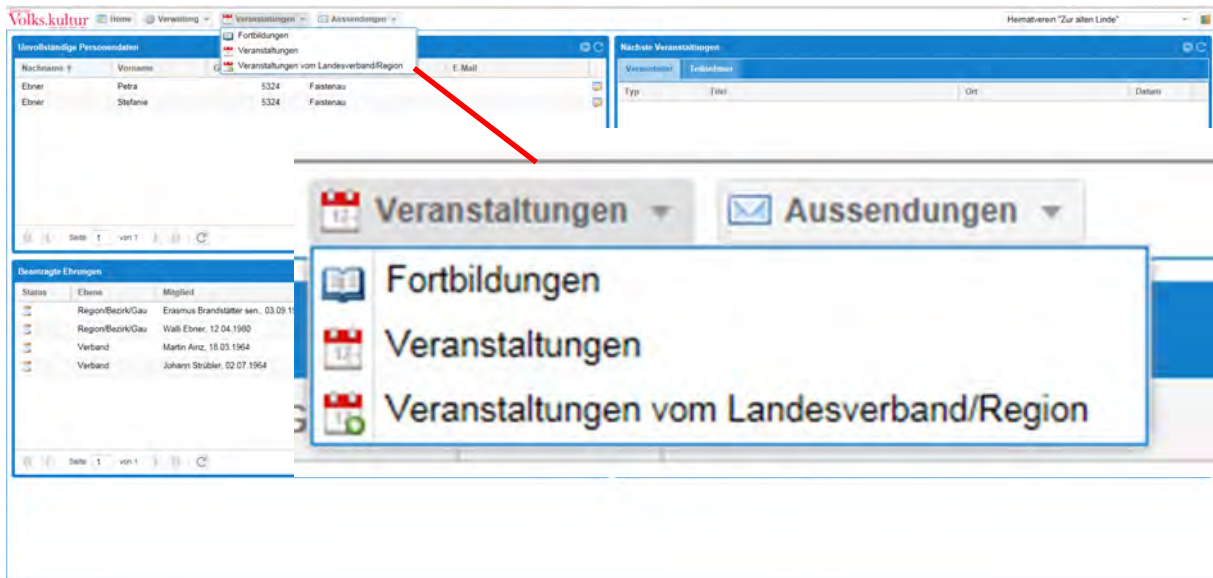 Volks.kultur Home Verwaltung Veranstaltungen Aussendungen Heimatverein "Zur alten Linde"
Fortbildungen
Veranstaltungen
Veranstaltungen vom Landesverband/Region
Unvollständige Personendaten
Nachname Vorname G E-Mail
Ebner Petra 5324 Faistenau
Ebner Stefanie 5324 Faistenau
Seite 1 von 1
Nächste Veranstaltungen
Veranstalter Teilnehmer
Typ Titel Ort Datum
Veranstaltungen Aussendungen
Fortbildungen
Veranstaltungen
Veranstaltungen vom Landesverband/Region
Beantragte Ehrungen
Status Ebene Mitglied
Region/Bezirk/Gau Erasmus Brandstätter sen., 03.09.1
Region/Bezirk/Gau Walli Ebner, 12.04.1980
Verband Martin Ainz, 18.03.1964
Verband Johann Strübler, 02.07.1964
Seite 1 von 1